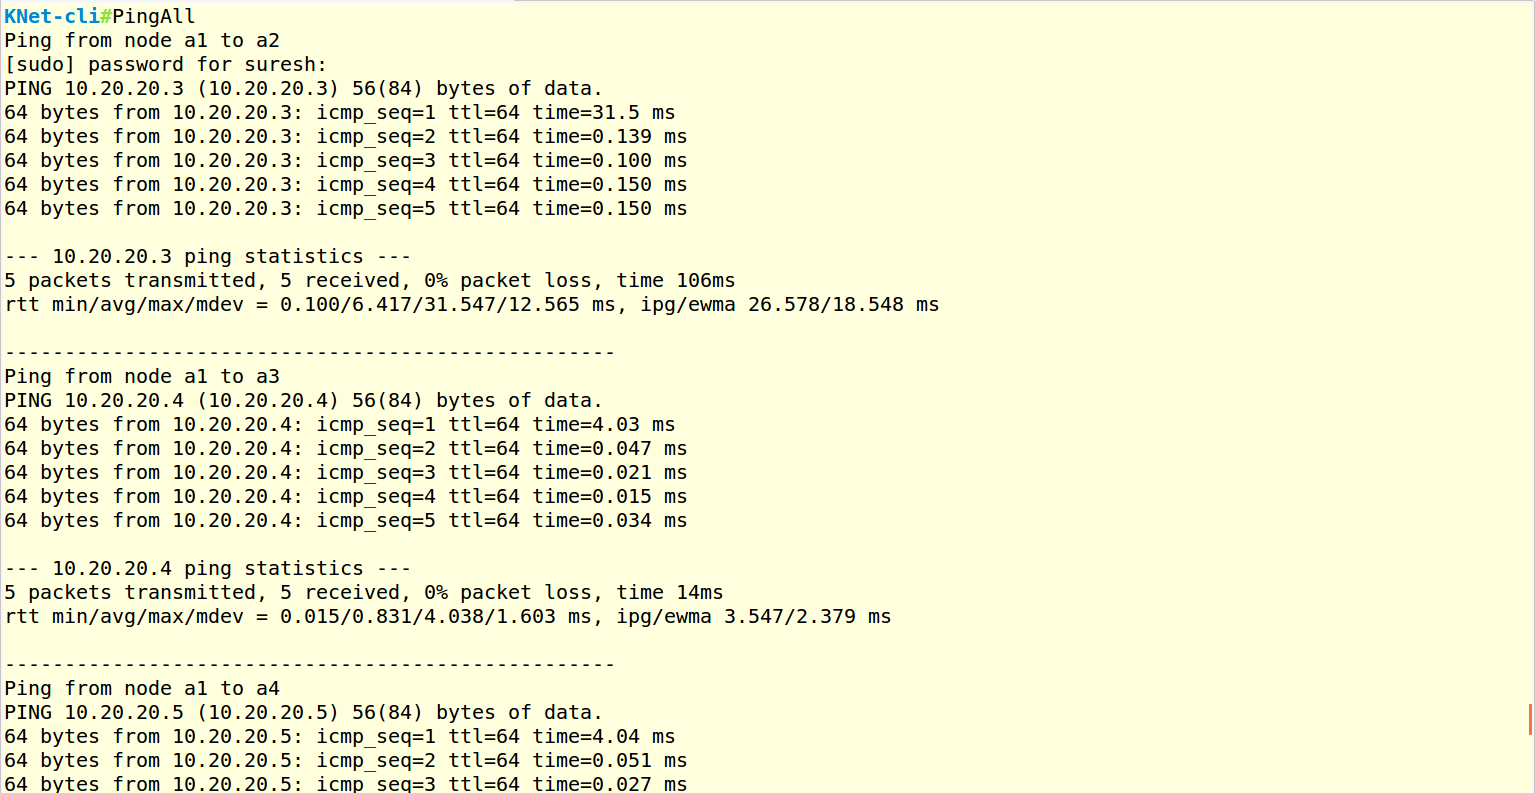 KNet-cli#PingAll
Ping from node a1 to a2
[sudo] password for suresh:
PING 10.20.20.3 (10.20.20.3) 56(84) bytes of data.
64 bytes from 10.20.20.3: icmp_seq=1 ttl=64 time=31.5 ms
64 bytes from 10.20.20.3: icmp_seq=2 ttl=64 time=0.139 ms
64 bytes from 10.20.20.3: icmp_seq=3 ttl=64 time=0.100 ms
64 bytes from 10.20.20.3: icmp_seq=4 ttl=64 time=0.150 ms
64 bytes from 10.20.20.3: icmp_seq=5 ttl=64 time=0.150 ms
--- 10.20.20.3 ping statistics ---
5 packets transmitted, 5 received, 0% packet loss, time 106ms
rtt min/avg/max/mdev = 0.100/6.417/31.547/12.565 ms, ipg/ewma 26.578/18.548 ms
---------------------------------------------------
Ping from node a1 to a3
PING 10.20.20.4 (10.20.20.4) 56(84) bytes of data.
64 bytes from 10.20.20.4: icmp_seq=1 ttl=64 time=4.03 ms
64 bytes from 10.20.20.4: icmp_seq=2 ttl=64 time=0.047 ms
64 bytes from 10.20.20.4: icmp_seq=3 ttl=64 time=0.021 ms
64 bytes from 10.20.20.4: icmp_seq=4 ttl=64 time=0.015 ms
64 bytes from 10.20.20.4: icmp_seq=5 ttl=64 time=0.034 ms
--- 10.20.20.4 ping statistics ---
5 packets transmitted, 5 received, 0% packet loss, time 14ms
rtt min/avg/max/mdev = 0.015/0.831/4.038/1.603 ms, ipg/ewma 3.547/2.379 ms
---------------------------------------------------
Ping from node a1 to a4
PING 10.20.20.5 (10.20.20.5) 56(84) bytes of data.
64 bytes from 10.20.20.5: icmp_seq=1 ttl=64 time=4.04 ms
64 bytes from 10.20.20.5: icmp_seq=2 ttl=64 time=0.051 ms
64 bytes from 10.20.20.5: icmp_seq=3 ttl=64 time=0.027 ms